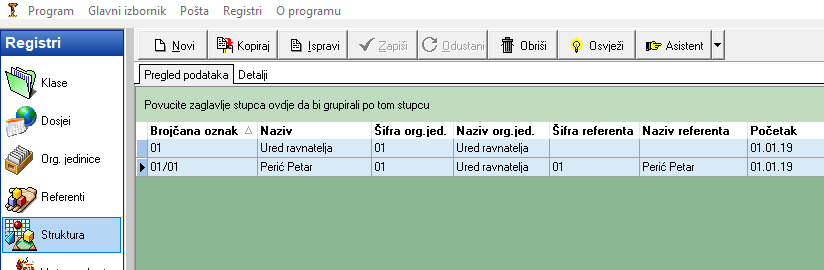 Program Glavni izbornik Pošta Registri O programu
Registri
Novi Kopiraj Ispravi Zapiši Odustani Obriši Osvježi Asistent
Klase
Dosjei
Org. jedinice
Referenti
Struktura
Pregled podataka Detalji
Povucite zaglavlje stupca ovdje da bi grupirali po tom stupcu
Brojčana oznak Naziv Šifra org.jed. Naziv org.jed. Šifra referenta Naziv referenta Početak
01 Ured ravnatelja 01 Ured ravnatelja 01.01.19
01/01 Perić Petar 01 Ured ravnatelja 01 Perić Petar 01.01.19